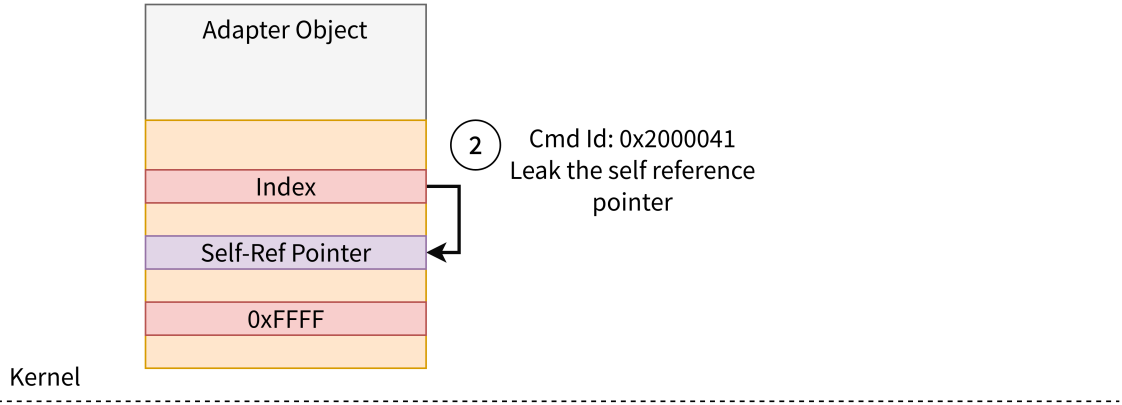 Adapter Object
2
Cmd Id: 0x2000041
Leak the self reference
pointer
Index
Self-Ref Pointer
0xFFFF
Kernel